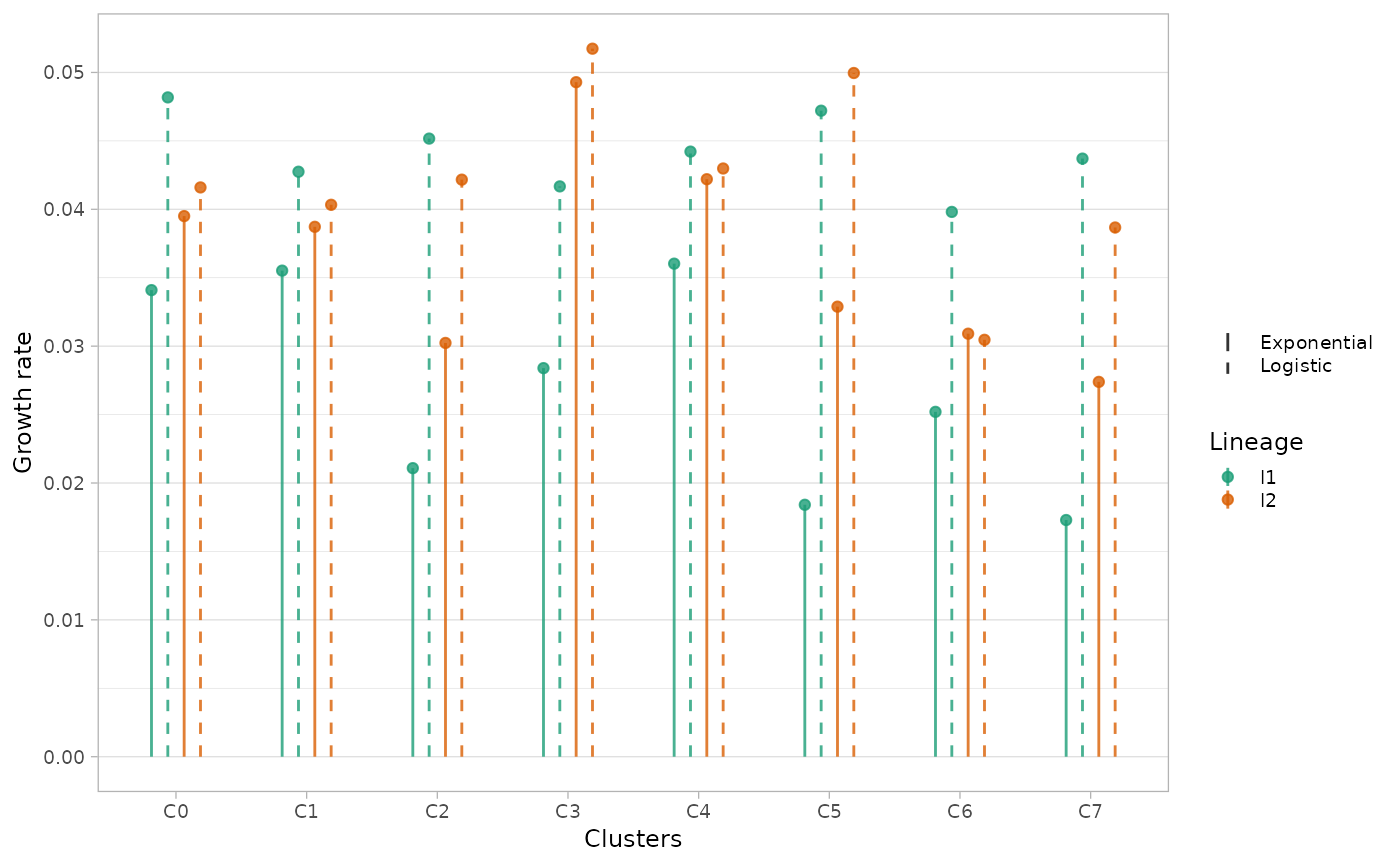 0.05
0.04
0.03
0.02
0.01
0.00
Growth rate
C0 C1 C2 C3 C4 C5 C6 C7
Clusters
Exponential
Logistic
Lineage
l1
l2